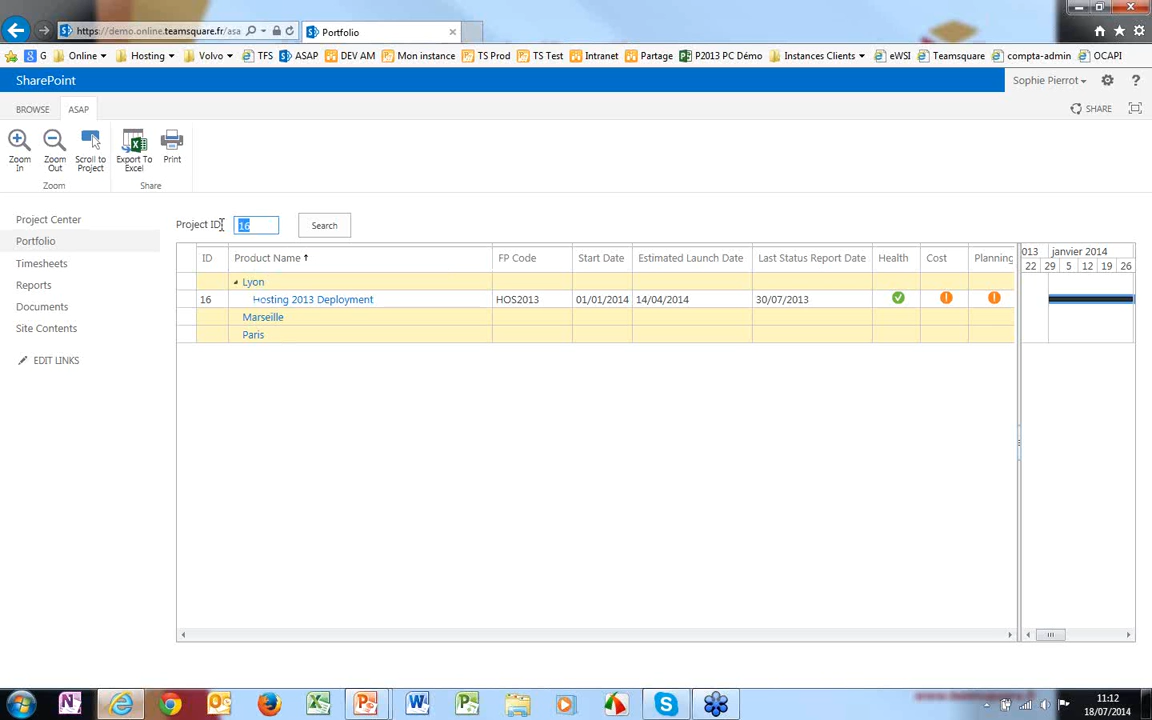 https://demo.online.teamsquare.fr/asa
Portfolio
G
Online
Hosting
Volvo
TFS
ASAP
DEV AM
Mon instance
TS Prod
TS Test
Intranet
Partage
P2013 PC Démo
Instances Clients
eWSI
Teamsquare
compta-admin
OCAPI
SharePoint
Sophie Pierrot
?
BROWSE
ASAP
SHARE
Zoom In
Zoom Out
Scroll to Project
Export To Excel
Print
Zoom
Share
Project Center
Portfolio
Timesheets
Reports
Documents
Site Contents
EDIT LINKS
Project ID
16
Search
ID
Product Name
FP Code
Start Date
Estimated Launch Date
Last Status Report Date
Health
Cost
Planning
013
janvier 2014
22 29 5 12 19 26
Lyon
16 Hosting 2013 Deployment HOS2013 01/01/2014 14/04/2014 30/07/2013
Marseille
Paris
11:12
18/07/2014